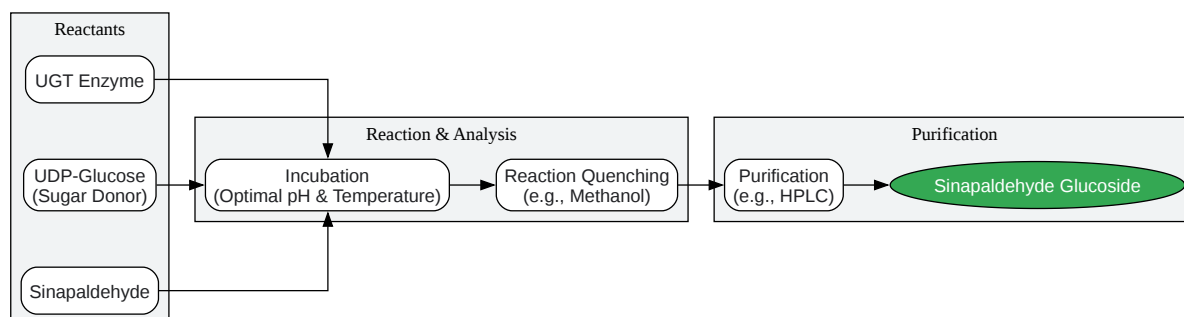 Reactants
UGT Enzyme
UDP-Glucose
(Sugar Donor)
Sinapaldehyde
Reaction & Analysis
Incubation
(Optimal pH & Temperature)
Reaction Quenching
(e.g., Methanol)
Purification
Purification
(e.g., HPLC)
Sinapaldehyde Glucoside